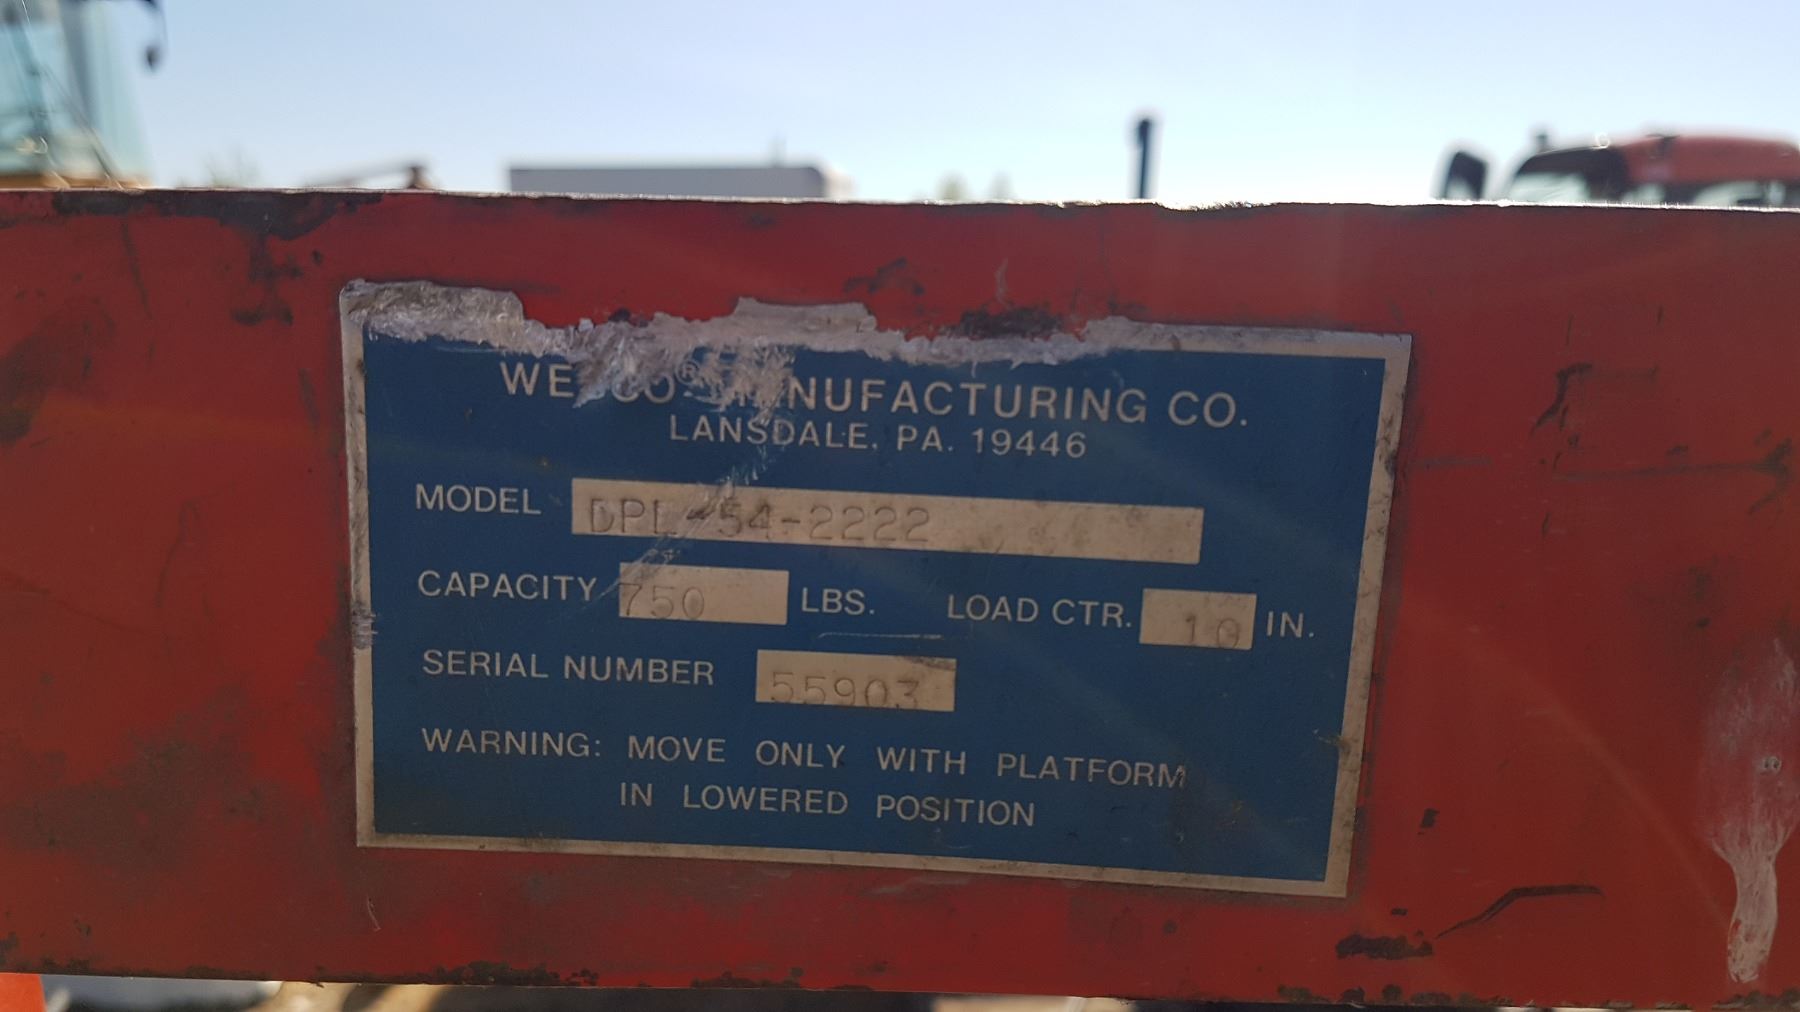 MANUFACTURING CO.
LANSDALE, PA. 19446
MODEL DPL-54-2222
CAPACITY 750 LBS. LOAD CTR. 10 IN.
SERIAL NUMBER 55903
WARNING: MOVE ONLY WITH PLATFORM
IN LOWERED POSITION